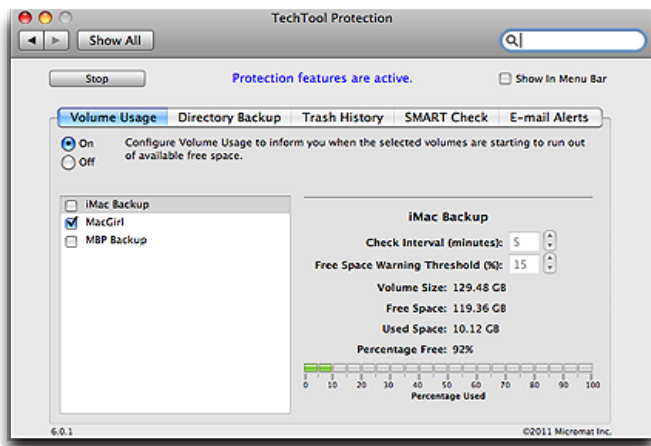 TechTool Protection
Show All
Stop
Protection features are active.
Show In Menu Bar
Volume Usage
Directory Backup
Trash History
SMART Check
E-mail Alerts
On
Off
Configure Volume Usage to inform you when the selected volumes are starting to run out
of available free space.
iMac Backup
MacGirl
MBP Backup
iMac Backup
Check Interval (minutes): 5
Free Space Warning Threshold (%): 15
Volume Size: 129.48 GB
Free Space: 119.36 GB
Used Space: 10.12 GB
Percentage Free: 92%
0 10 20 30 40 50 60 70 80 90 100
Percentage Used
6.0.1
©2011 Micromat Inc.